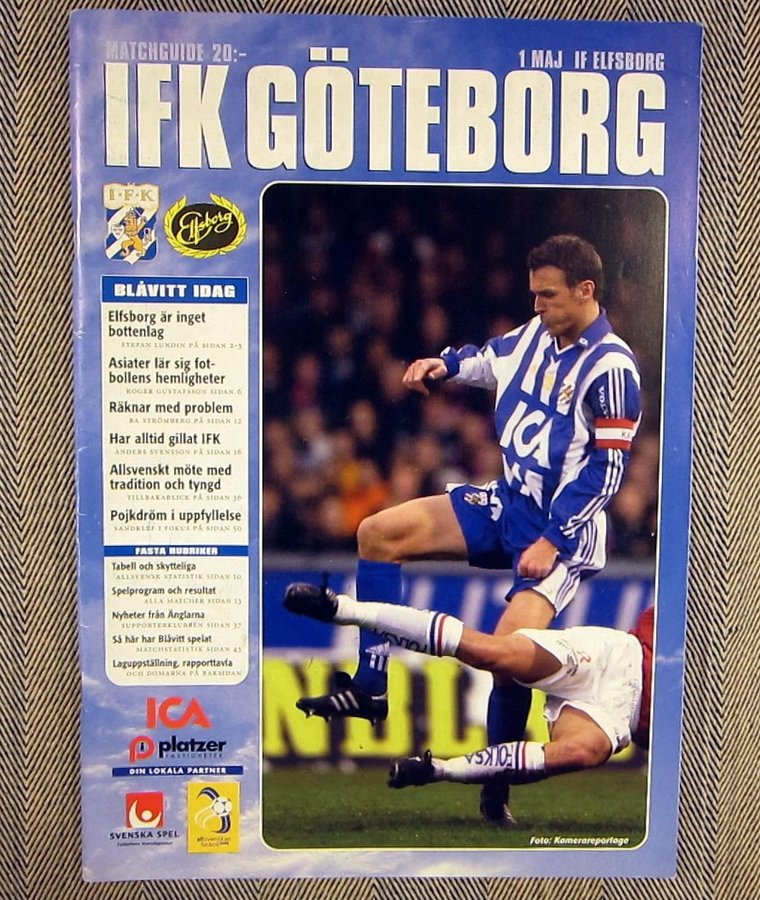 MATCHGUIDE 20:-
1 MAJ IF ELFSBORG
IFK GÖTEBORG
I·F·K
Elfsborg
BLÅVITT IDAG
Elfsborg är inget
bottenlag
STEFAN LUNDIN PÅ SIDAN 2-3
Asiater lär sig fot-
bollens hemligheter
ROGER GUSTAFSSON SIDAN 6
Räknar med problem
BA STRÖMBERG PÅ SIDAN 12
Har alltid gillat IFK
ANDERS SVENSSON PÅ SIDAN 16
Allsvenskt möte med
tradition och tyngd
TILLBAKABLICK PÅ SIDAN 36
Pojkdröm i uppfyllelse
SANDKLEF I FOKUS PÅ SIDAN 50
FASTA RUBRIKER
Tabell och skytteliga
ALLSVENSK STATISTIK SIDAN 10
Spelprogram och resultat
ALLA MATCHER SIDAN 13
Nyheter från Änglarna
SUPPORTERKLUBBEN SIDAN 37
Så här har Blåvitt spelat
MATCHSTATISTIK SIDAN 45
Laguppställning, rapporttavla
OCH DOMARNA PÅ BAKSIDAN
ICA
platzer
FASTIGHETER
DIN LOKALA PARTNER
SVENSKA SPEL
ICA
FOLKSA
Foto: Kamerareportage